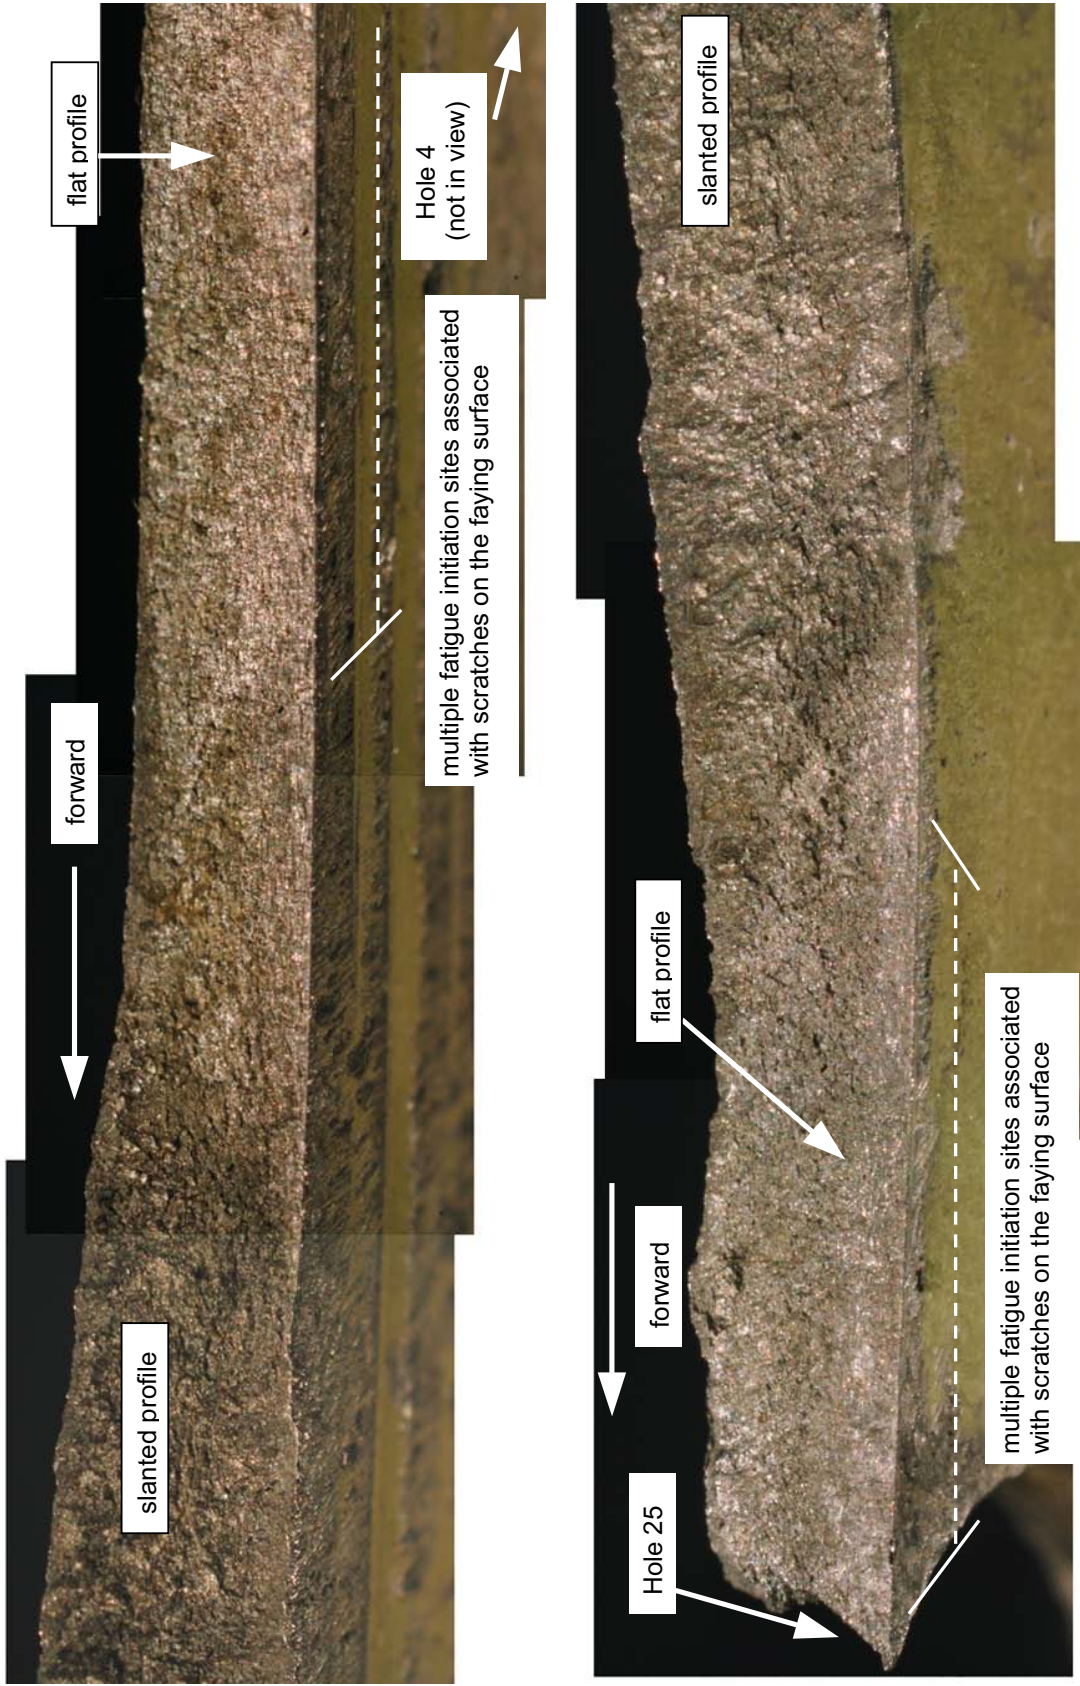 flat profile
forward
slanted profile
Hole 4
(not in view)
multiple fatigue initiation sites associated
with scratches on the faying surface
slanted profile
flat profile
forward
Hole 25
multiple fatigue initiation sites associated
with scratches on the faying surface